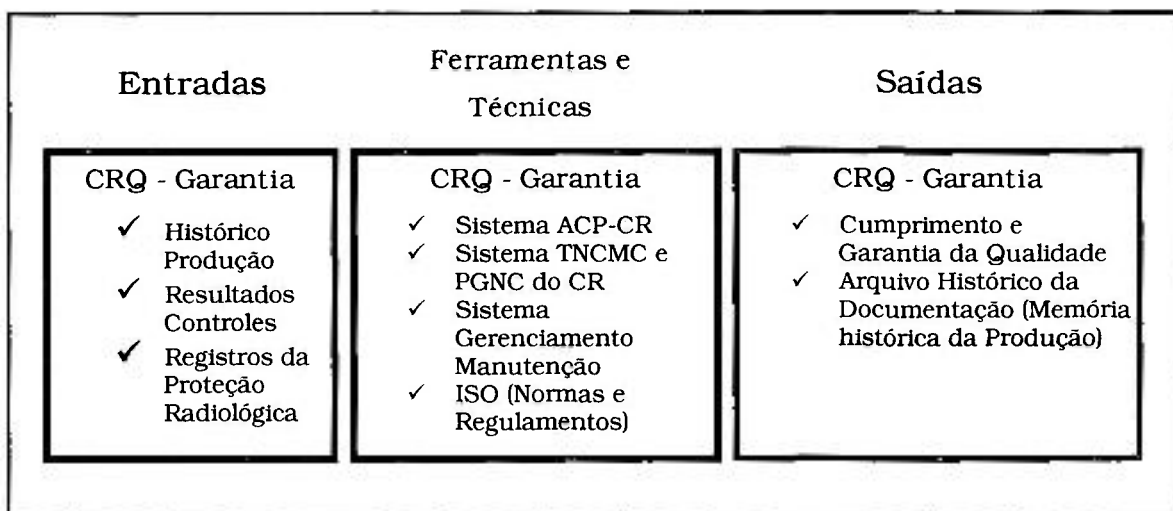 Entradas
CRQ - Garantia
✓ Histórico
Produção
✓ Resultados
Controles
✓ Registros da
Proteção
Radiológica
Ferramentas e
Técnicas
CRQ - Garantia
✓ Sistema ACP-CR
✓ Sistema TNCMC e
PGNC do CR
✓ Sistema
Gerenciamento
Manutenção
✓ ISO (Normas e
Regulamentos)
Saídas
CRQ - Garantia
✓ Cumprimento e
Garantia da Qualidade
✓ Arquivo Histórico da
Documentação (Memória
histórica da Produção)